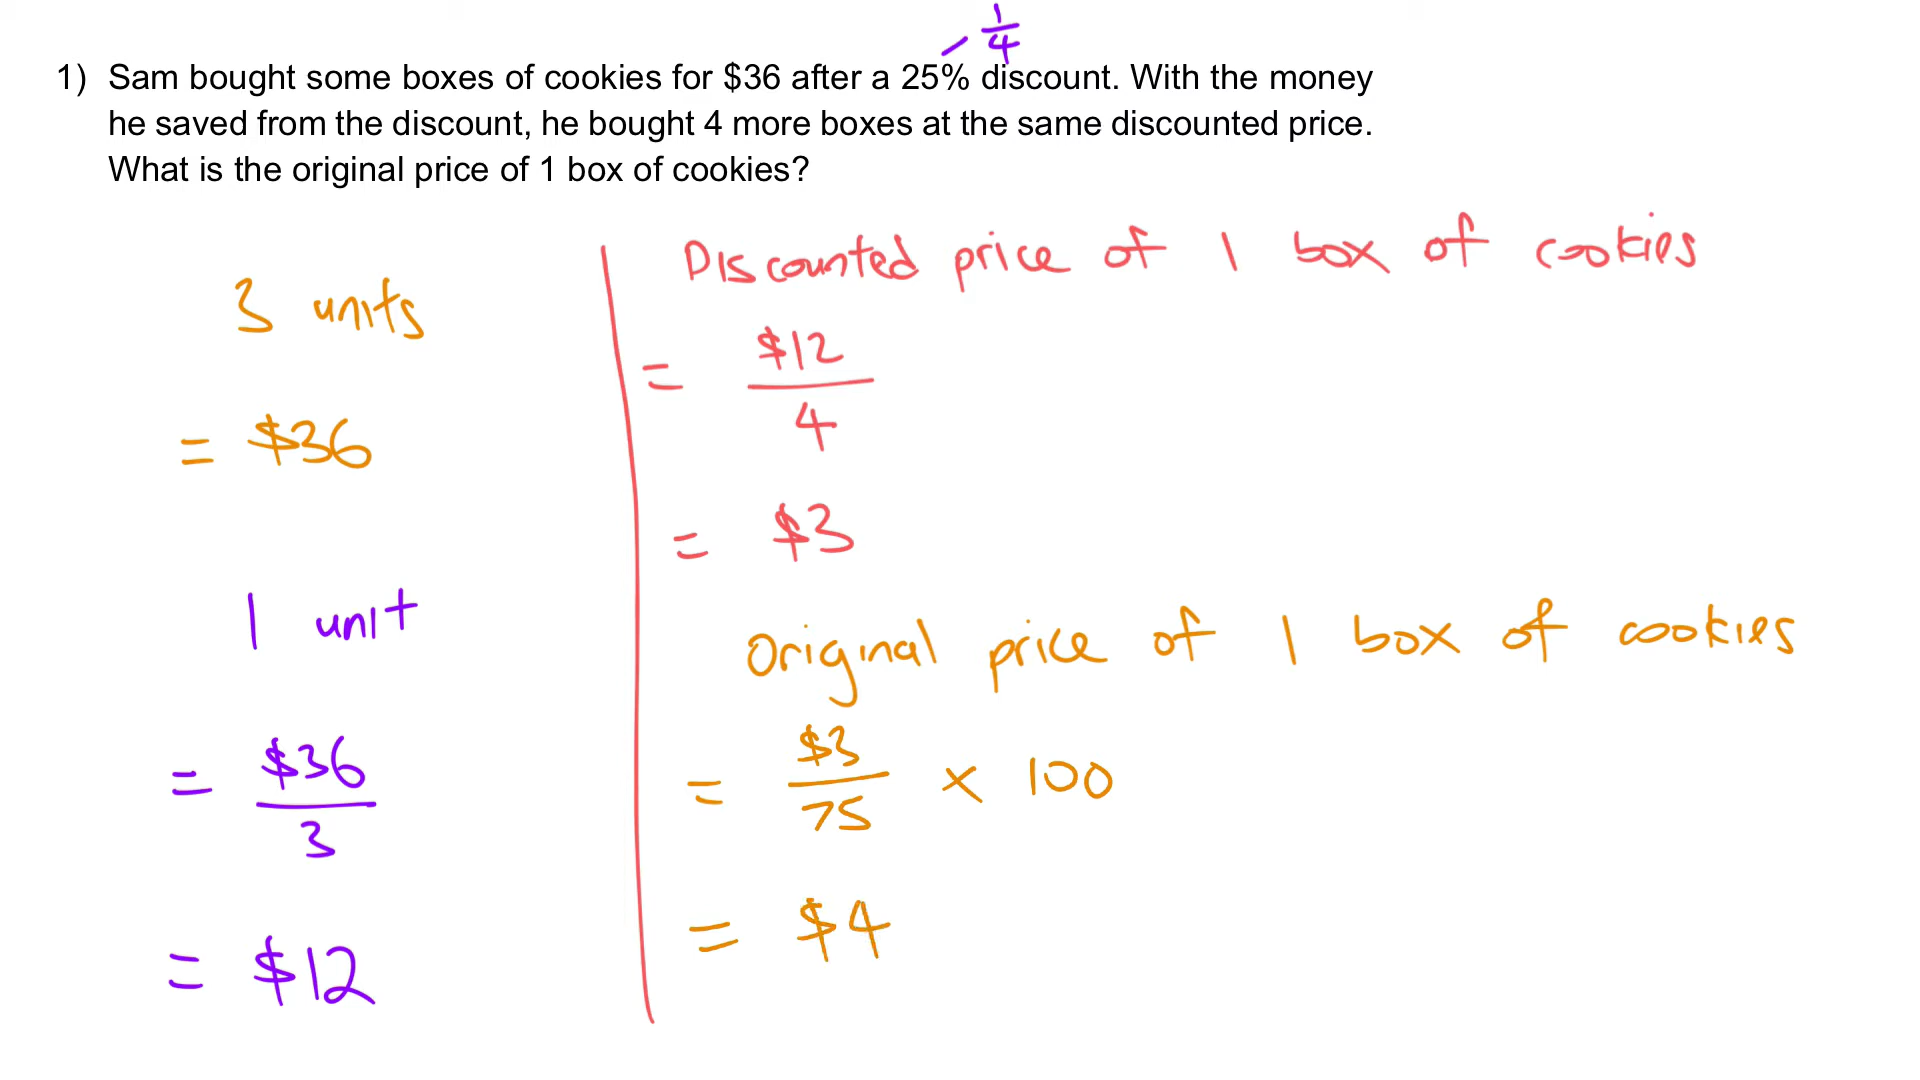 1/4
1) Sam bought some boxes of cookies for $36 after a 25% discount. With the money
he saved from the discount, he bought 4 more boxes at the same discounted price.
What is the original price of 1 box of cookies?
3 units
= $36
1 unit
= $36/3
= $12
Discounted price of 1 box of cookies
= $12/4
= $3
Original price of 1 box of cookies
= $3/75 × 100
= $4